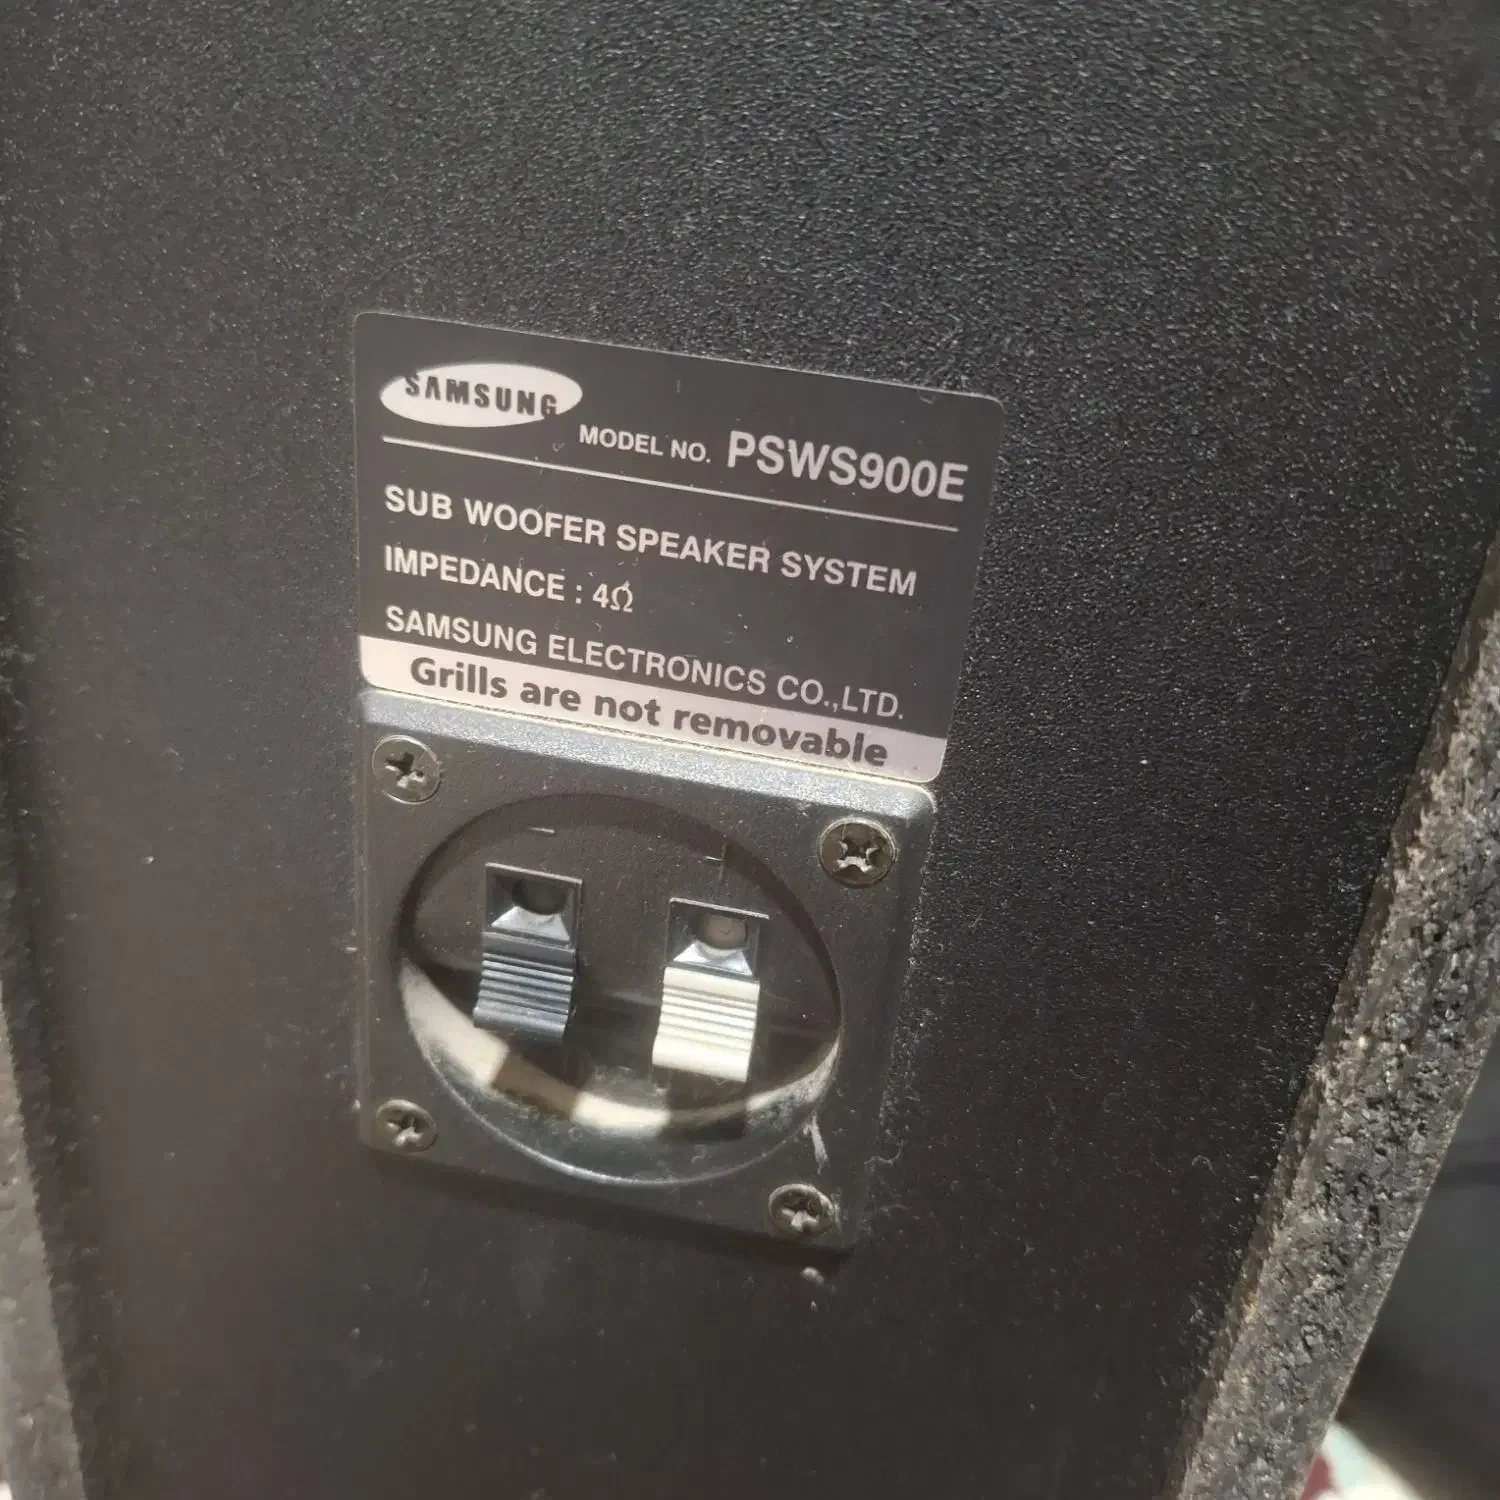 SAMSUNG
MODEL NO. PSWS900E
SUB WOOFER SPEAKER SYSTEM
IMPEDANCE : 4Ω
SAMSUNG ELECTRONICS CO.,LTD.
Grills are not removable